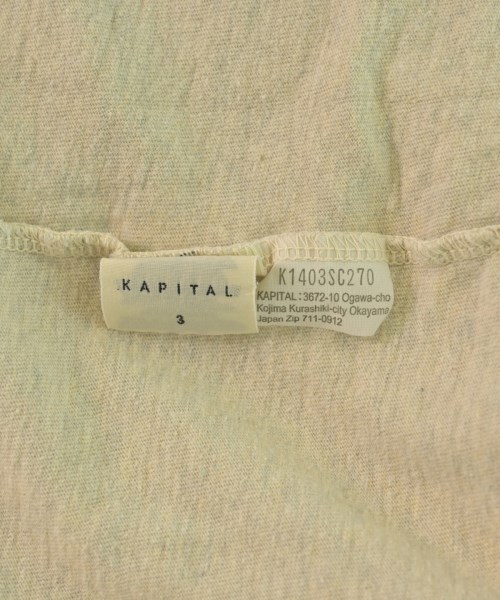 KAPITAL
3
K1403SC270
KAPITAL:3672-10 Ogawa-cho
Kojima Kurashiki-city Okayama
Japan Zip 711-0912